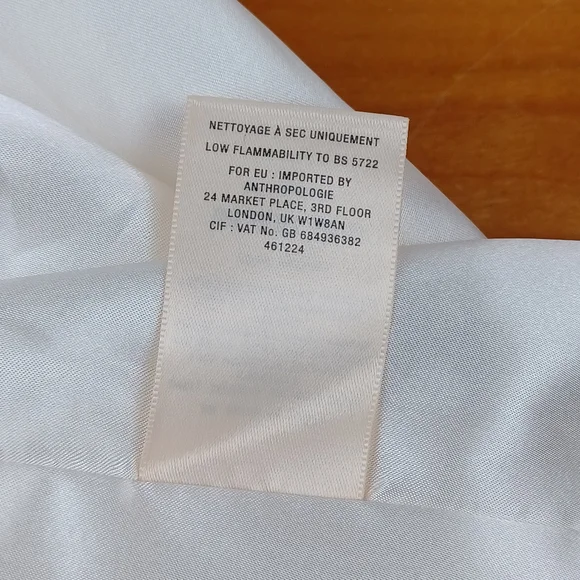 NETTOYAGE À SEC UNIQUEMENT
LOW FLAMMABILITY TO BS 5722
FOR EU : IMPORTED BY
ANTHROPOLOGIE
24 MARKET PLACE, 3RD FLOOR
LONDON, UK W1W8AN
CIF : VAT No. GB 684936382
461224